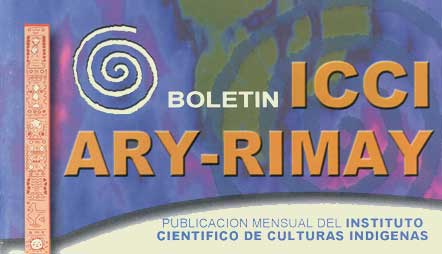 BOLETIN ICCI
ARY-RIMAY
PUBLICACION MENSUAL DEL INSTITUTO
CIENTIFICO DE CULTURAS INDIGENAS